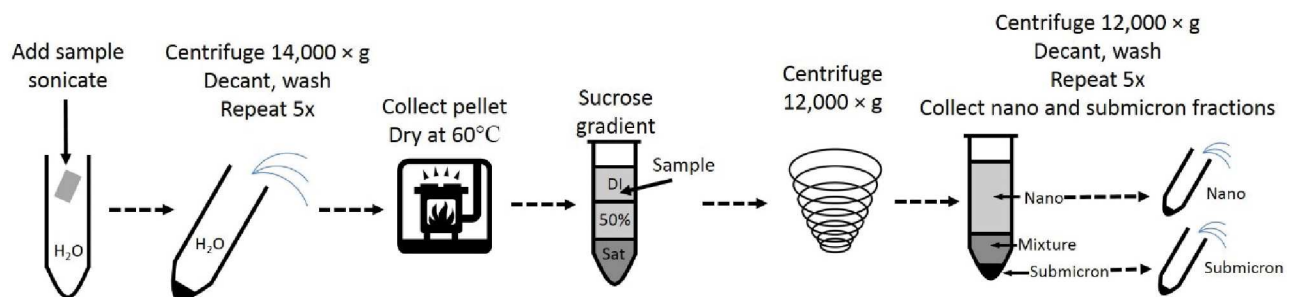 Add sample
sonicate
H₂O
Centrifuge 14,000 × g
Decant, wash
Repeat 5x
H₂O
Collect pellet
Dry at 60°C
Sucrose
gradient
Sample
DI
50%
Sat
Centrifuge
12,000 × g
Centrifuge 12,000 × g
Decant, wash
Repeat 5x
Collect nano and submicron fractions
Nano
Nano
Mixture
Submicron
Submicron